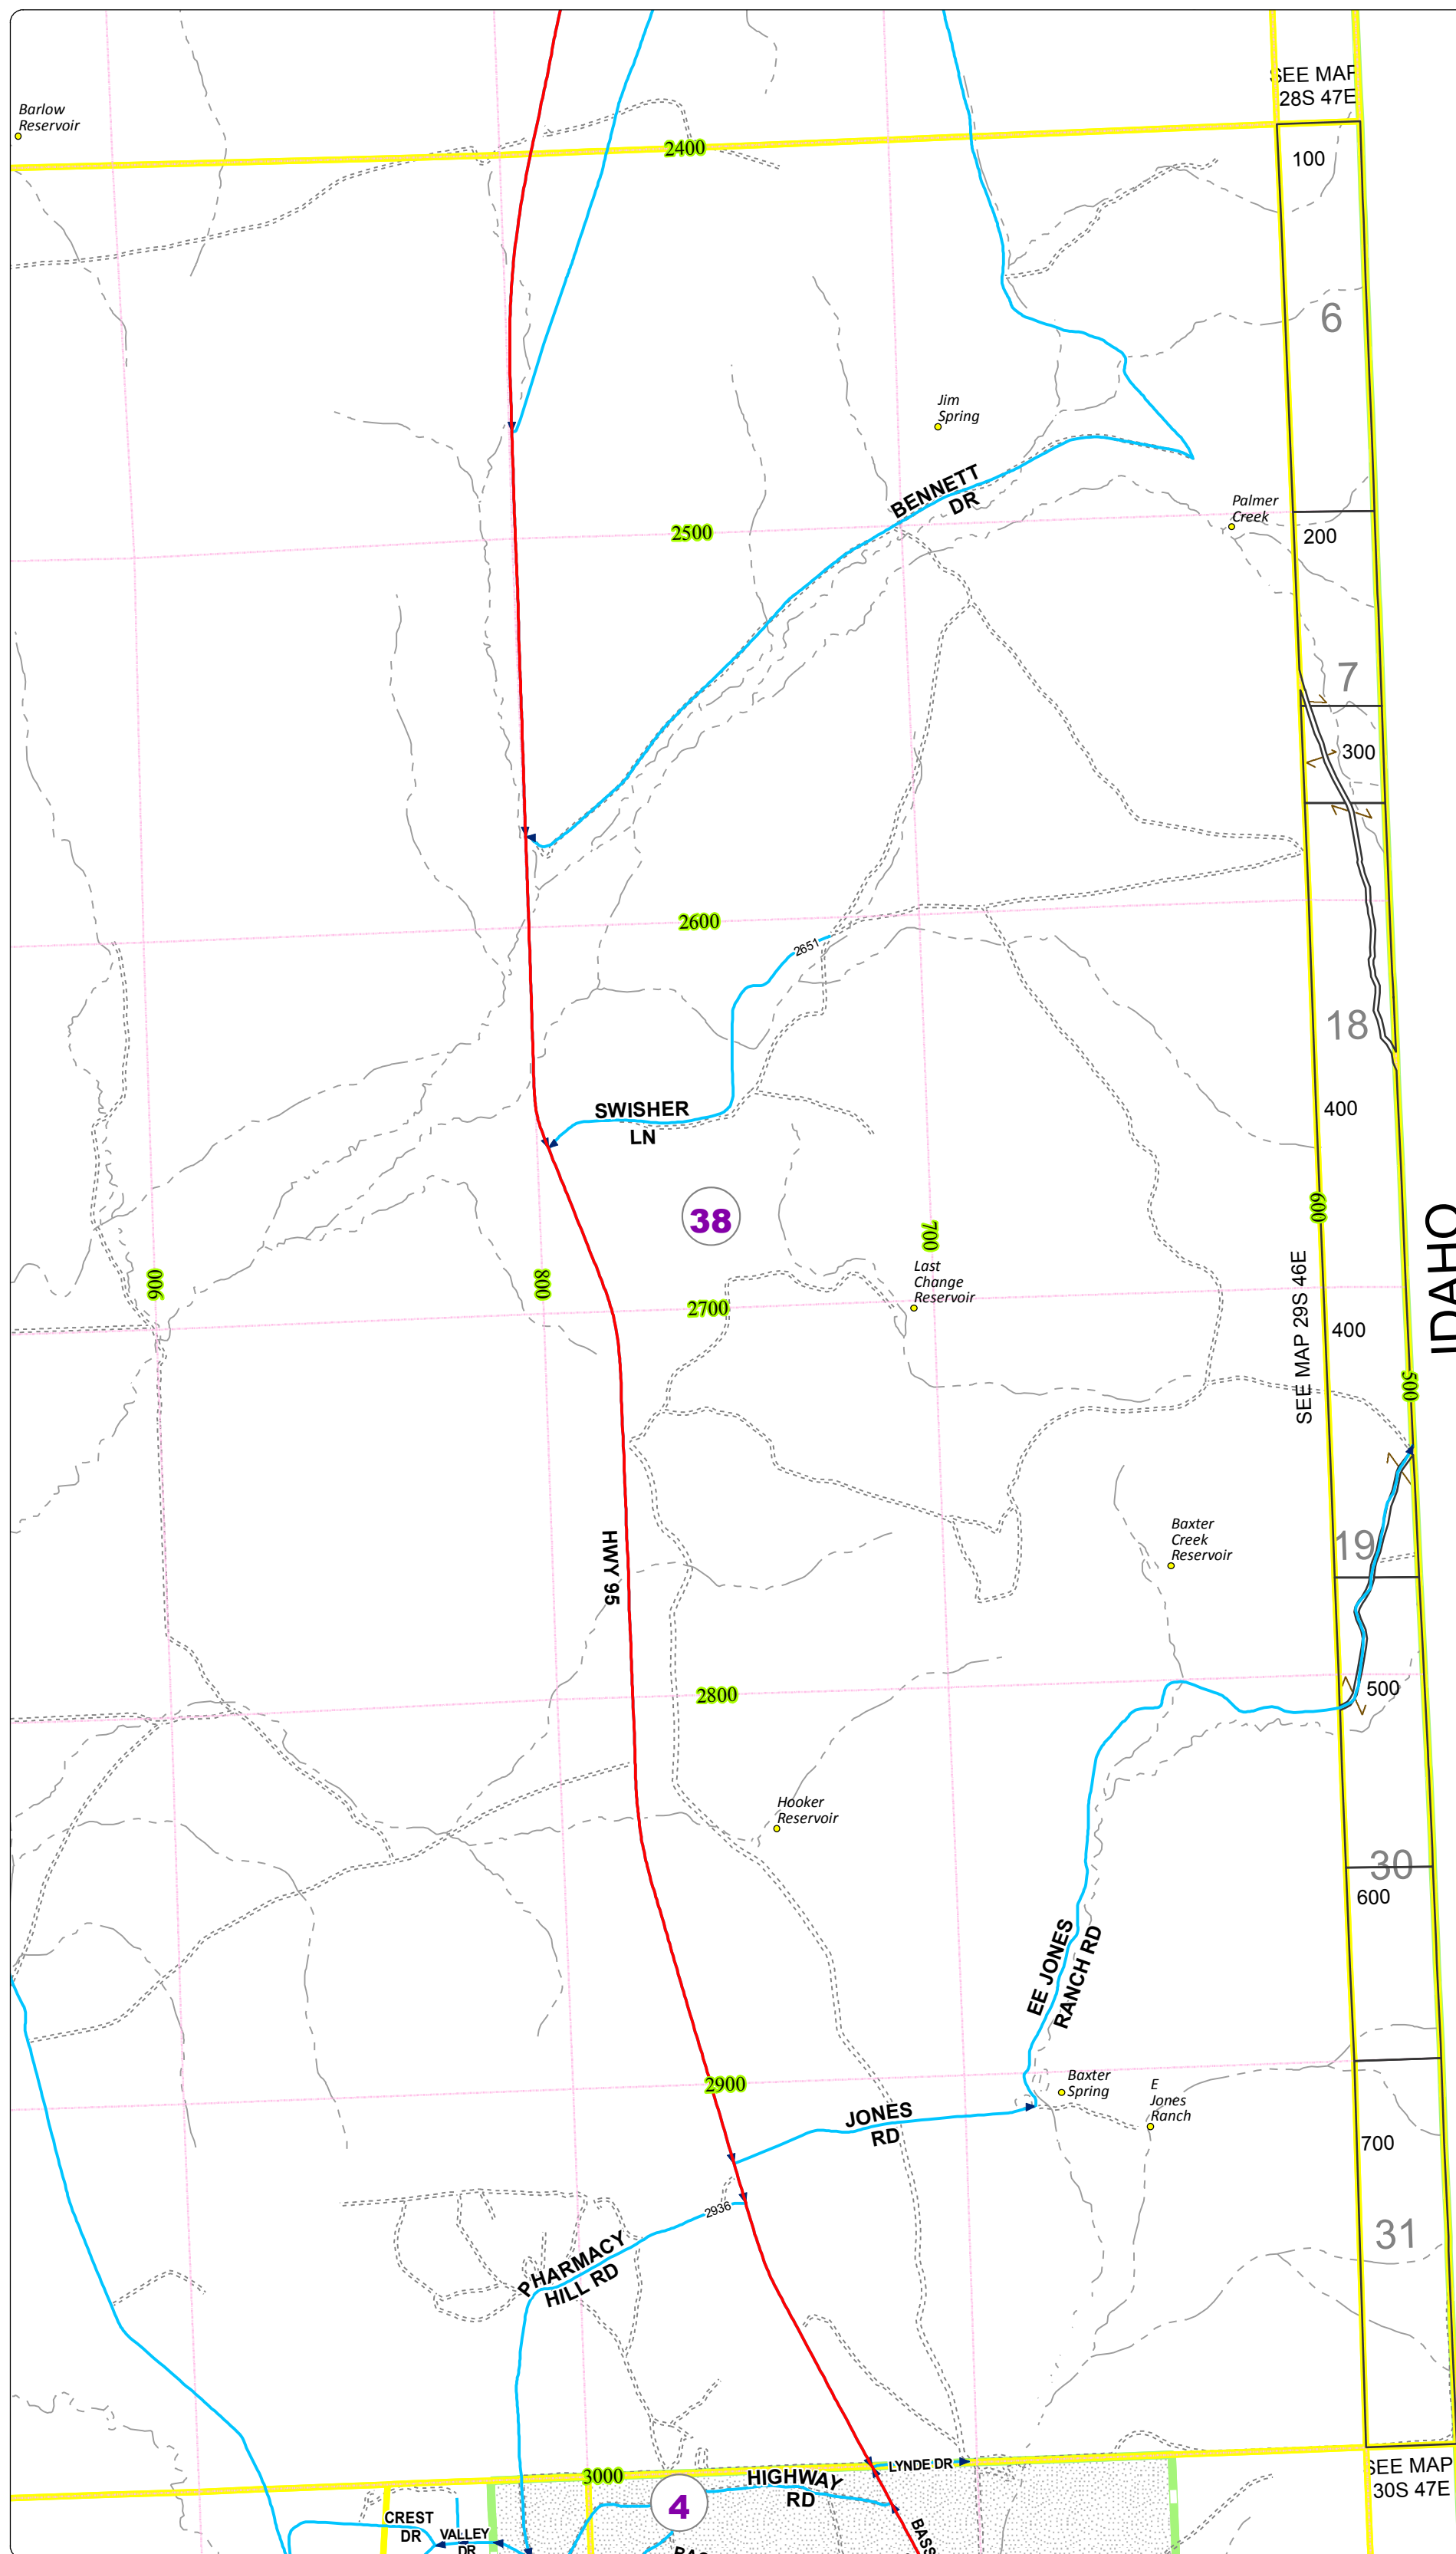 SEE MAP
28S 47E
Barlow
Reservoir
2400
100
6
Jim
Spring
BENNETT
DR
Palmer
Creek
2500
200
7
300
2600
2651
18
SWISHER
LN
400
38
600
700
IDAHO
900
800
Last
Change
Reservoir
2700
SEE MAP 29S 46E
400
500
HWY 95
Baxter
Creek
Reservoir
19
2800
500
Hooker
Reservoir
30
600
EE JONES
RANCH RD
2900
Baxter
Spring
E
Jones
Ranch
JONES
RD
700
2936
PHARMACY
HILL RD
31
LYNDE DR
SEE MAP
30S 47E
3000
HIGHWAY
RD
4
CREST
DR
VALLEY
DR